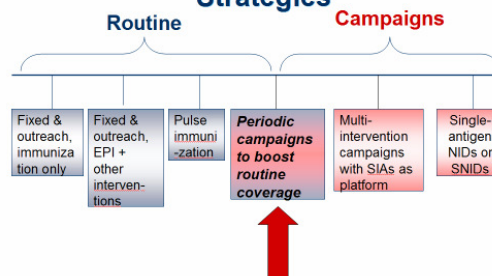 Strategies
Routine
Campaigns
Fixed &
outreach,
immuniza
tion only
Fixed &
outreach,
EPI +
other
interven-
tions
Pulse
immuni
-zation
Periodic
campaigns
to boost
routine
coverage
Multi-
intervention
campaigns
with SIAs as
platform
Single-
antigen
NIDs or
SNIDs